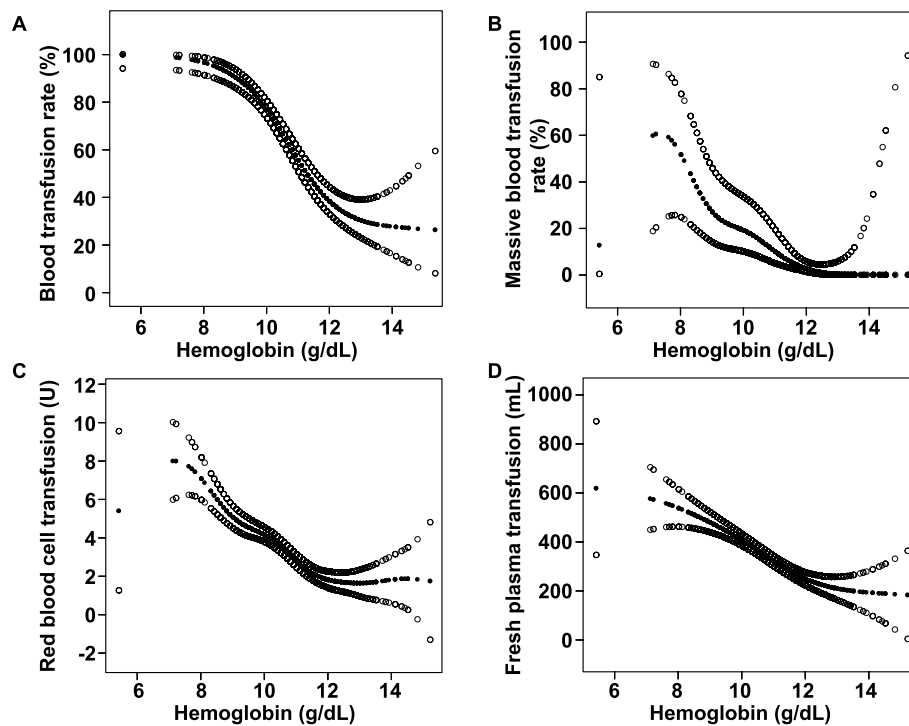 A
Blood transfusion rate (%)
100
80
60
40
20
0
6 8 10 12 14
Hemoglobin (g/dL)
B
Massive blood transfusion
rate (%)
100
80
60
40
20
0
6 8 10 12 14
Hemoglobin (g/dL)
C
Red blood cell transfusion (U)
12
10
8
6
4
2
0
-2
6 8 10 12 14
Hemoglobin (g/dL)
D
Fresh plasma transfusion (mL)
1000
800
600
400
200
0
6 8 10 12 14
Hemoglobin (g/dL)